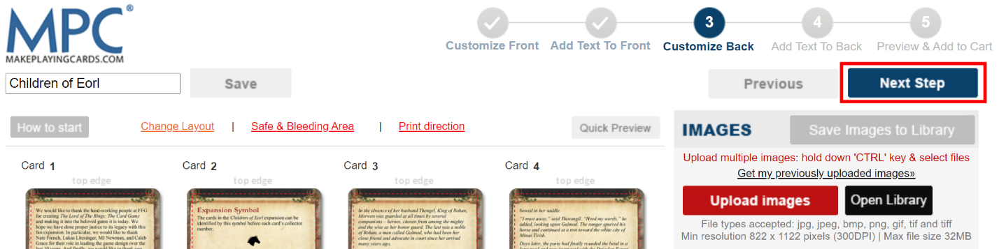 MPC®
MAKEPLAYINGCARDS.COM
3
4
5
Customize Front
Add Text To Front
Customize Back
Add Text To Back
Preview & Add to Cart
Children of Eorl
Save
Previous
Next Step
How to start
Change Layout | Safe & Bleeding Area | Print direction
Quick Preview
IMAGES
Save Images to Library
Upload multiple images: hold down 'CTRL' key & select files
Get my previously uploaded images»
Upload images
Open Library
File types accepted: jpg, jpeg, bmp, png, gif, tif and tiff
Min resolution 822 x 1122 pixels (300DPI) | Max file size 32MB
Card 1
top edge
We would like to thank the hard-working people at FFG
for creating The Lord of The Rings: The Card Game
and making it into the beloved game it is today. We
hope we have done proper justice to its legacy with this
fan expansion. In particular, we would like to thank
Nate French, Lukas Litzsinger, MJ Newman, and Caleb
Grace for their role in leading the game design over the
last 10 years. And finally, we would like to thank you
Card 2
top edge
Expansion Symbol
The cards in the Children of Eorl expansion can be
identified by this symbol before each card's collector
number.
Card 3
top edge
In the absence of her husband Thengel, King of Rohan,
Morwen was guarded at all times by several
companions – heroes, chosen from among the mighty
and the wise as her honor guard. The last was a noble
of Rohan, a man called Galmod, who had been her
close friend and advocate in court since her arrival
many years ago.
Card 4
top edge
bowed in her saddle.
"I must away," said Thorongil. "Heed my words," he
added, looking upon Galmod. The ranger spurred his
horse and continued at a trot toward the white city of
Minas Tirith.
Days later, the party had finally rounded the bend in a